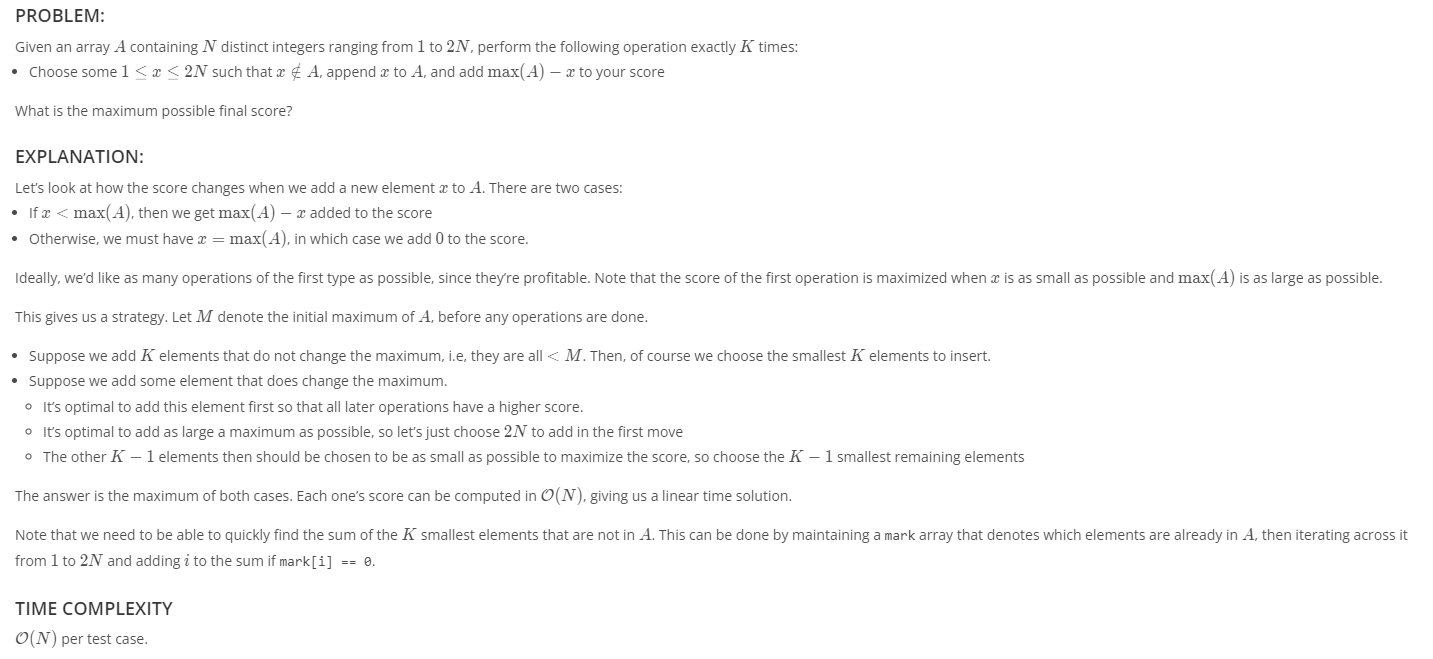 PROBLEM:
Given an array A containing N distinct integers ranging from 1 to 2N, perform the following operation exactly K times:
• Choose some 1 ≤ x ≤ 2N such that x ∉ A, append x to A, and add max(A) − x to your score
What is the maximum possible final score?
EXPLANATION:
Let's look at how the score changes when we add a new element x to A. There are two cases:
• If x < max(A), then we get max(A) − x added to the score
• Otherwise, we must have x = max(A), in which case we add 0 to the score.
Ideally, we'd like as many operations of the first type as possible, since they're profitable. Note that the score of the first operation is maximized when x is as small as possible and max(A) is as large as possible.
This gives us a strategy. Let M denote the initial maximum of A, before any operations are done.
• Suppose we add K elements that do not change the maximum, i.e, they are all < M. Then, of course we choose the smallest K elements to insert.
• Suppose we add some element that does change the maximum.
○ It's optimal to add this element first so that all later operations have a higher score.
○ It's optimal to add as large a maximum as possible, so let's just choose 2N to add in the first move
○ The other K − 1 elements then should be chosen to be as small as possible to maximize the score, so choose the K − 1 smallest remaining elements
The answer is the maximum of both cases. Each one's score can be computed in O(N), giving us a linear time solution.
Note that we need to be able to quickly find the sum of the K smallest elements that are not in A. This can be done by maintaining a mark array that denotes which elements are already in A, then iterating across it
from 1 to 2N and adding i to the sum if mark[i] == 0.
TIME COMPLEXITY
O(N) per test case.